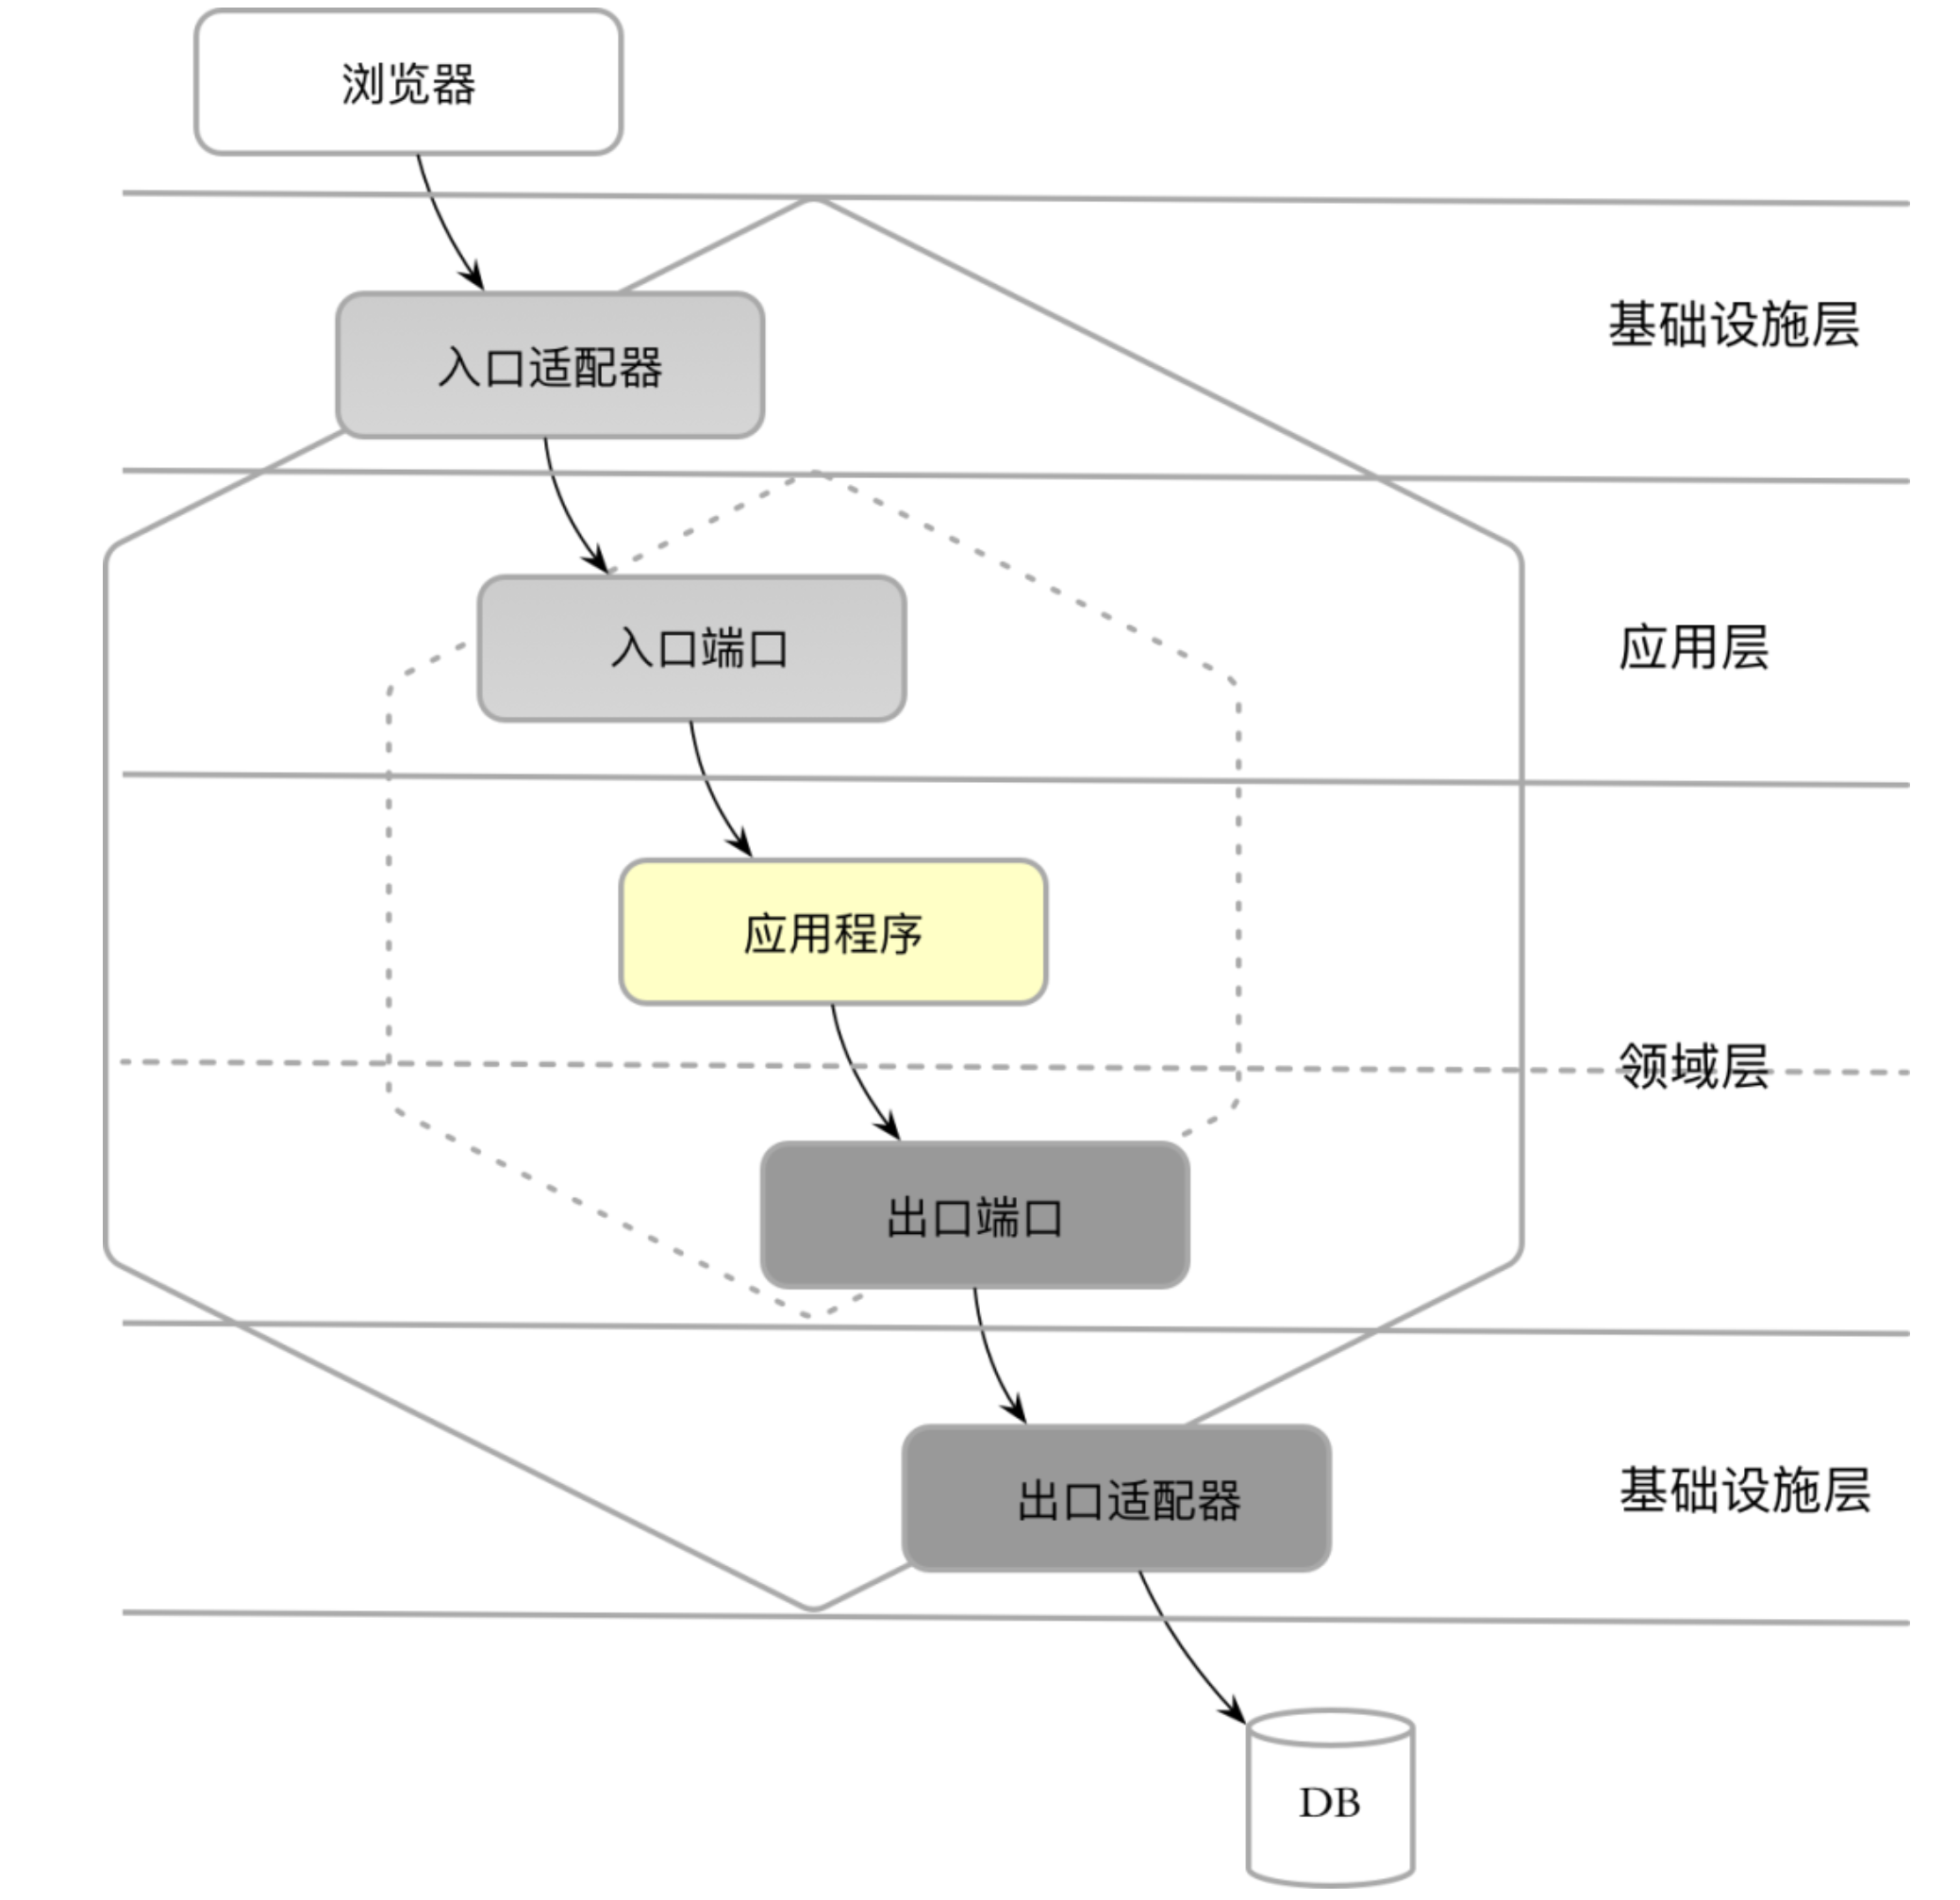 浏览器
入口适配器
基础设施层
入口端口
应用层
应用程序
领域层
出口端口
出口适配器
基础设施层
DB